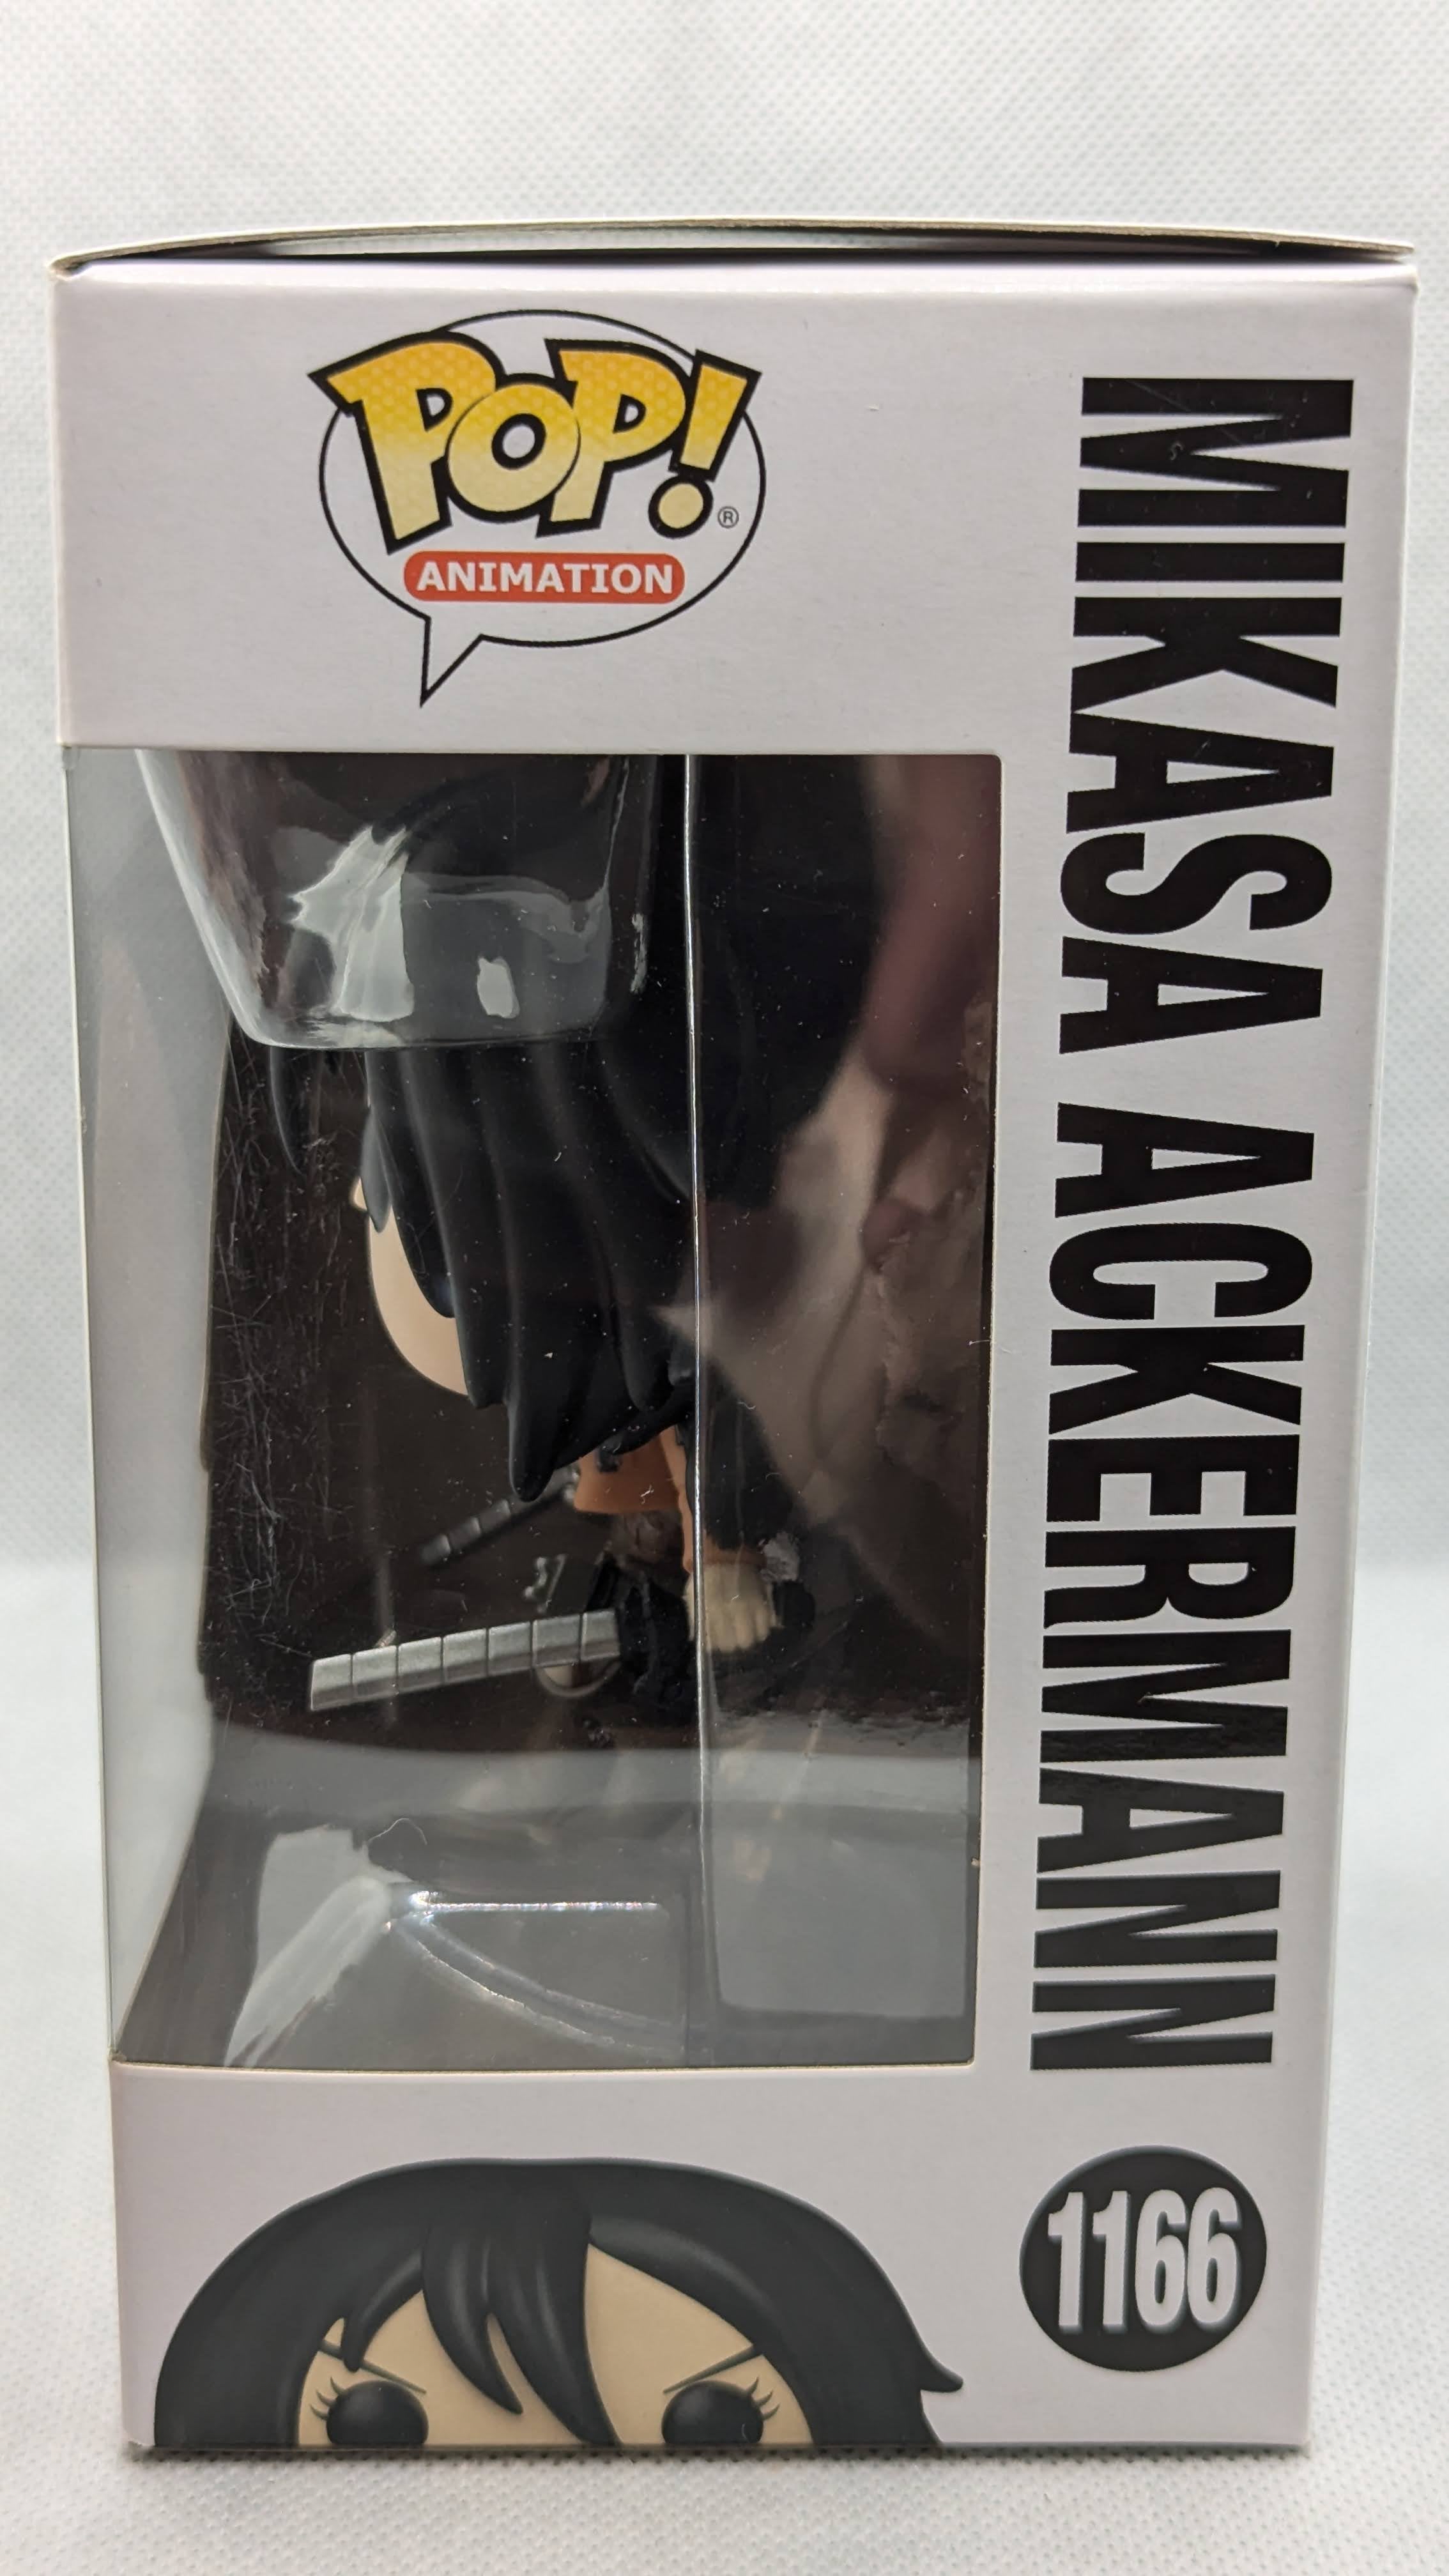 POP!®
ANIMATION
MIKASA ACKERMANN
1166